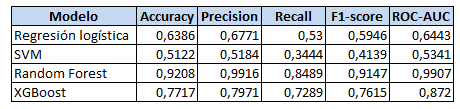 Modelo Accuracy Precision Recall F1-score ROC-AUC
Regresión logística 0,6386 0,6771 0,53 0,5946 0,6443
SVM 0,5122 0,5184 0,3444 0,4139 0,5341
Random Forest 0,9208 0,9916 0,8489 0,9147 0,9907
XGBoost 0,7717 0,7971 0,7289 0,7615 0,872